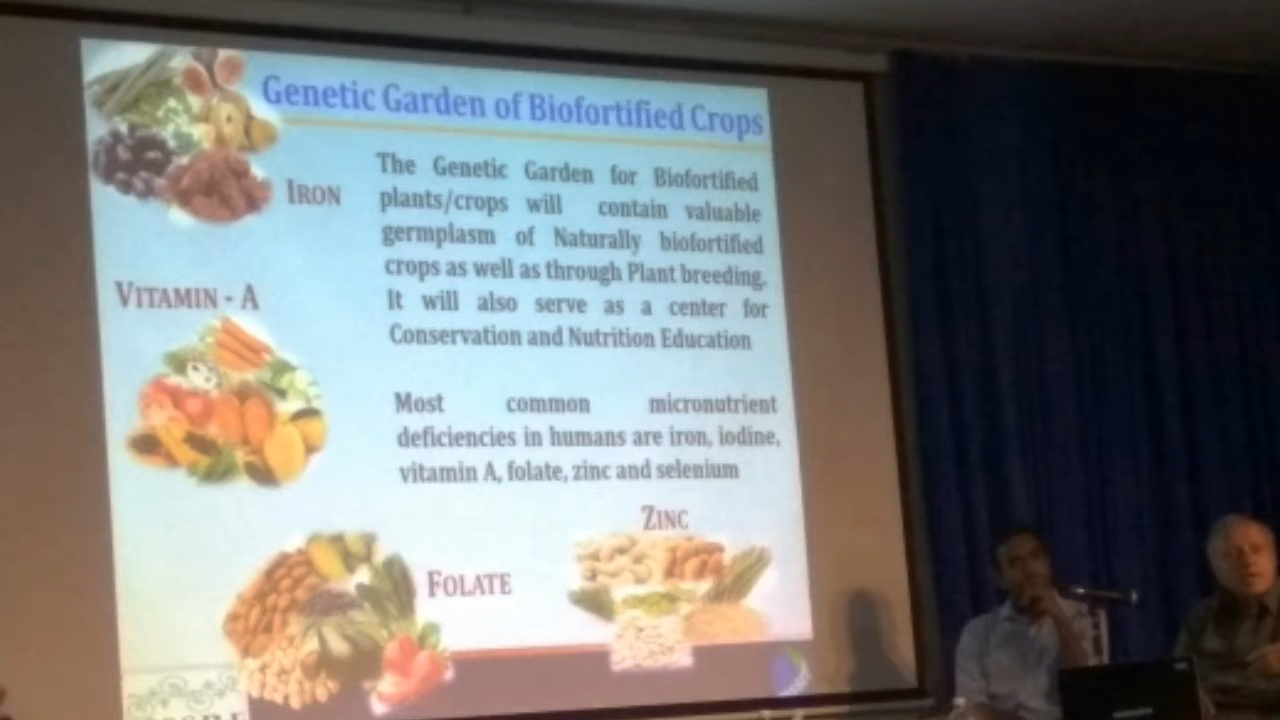 Genetic Garden of Biofortified Crops
IRON
The Genetic Garden for Biofortified
plants/crops will contain valuable
germplasm of Naturally biofortified
crops as well as through Plant breeding.
It will also serve as a center for
Conservation and Nutrition Education
VITAMIN - A
Most common micronutrient
deficiencies in humans are iron, iodine,
vitamin A, folate, zinc and selenium
ZINC
FOLATE